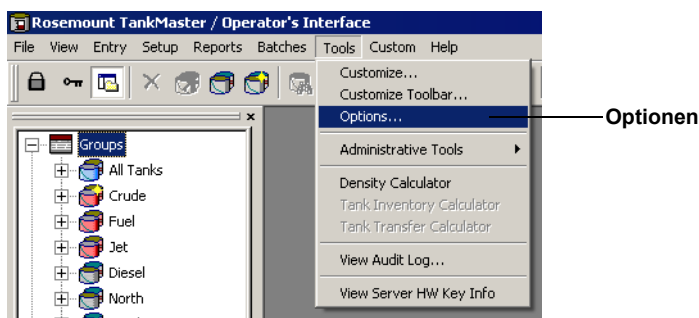 Rosemount TankMaster / Operator's Interface
File View Entry Setup Reports Batches Tools Custom Help
Customize...
Customize Toolbar...
Options...
Optionen
Administrative Tools
Density Calculator
Tank Inventory Calculator
Tank Transfer Calculator
View Audit Log...
View Server HW Key Info
Groups
All Tanks
Crude
Fuel
Jet
Diesel
North